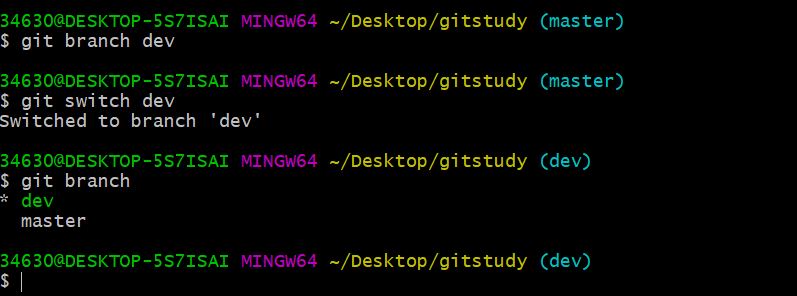 34630@DESKTOP-5S7ISAI MINGW64 ~/Desktop/gitstudy (master)
$ git branch dev
34630@DESKTOP-5S7ISAI MINGW64 ~/Desktop/gitstudy (master)
$ git switch dev
Switched to branch 'dev'
34630@DESKTOP-5S7ISAI MINGW64 ~/Desktop/gitstudy (dev)
$ git branch
* dev
  master
34630@DESKTOP-5S7ISAI MINGW64 ~/Desktop/gitstudy (dev)
$